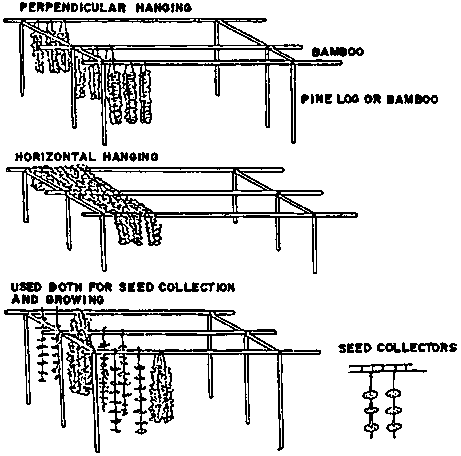 PERPENDICULAR HANGING
BAMBOO
PINE LOG OR BAMBOO
HORIZONTAL HANGING
USED BOTH FOR SEED COLLECTION
AND GROWING
SEED COLLECTORS